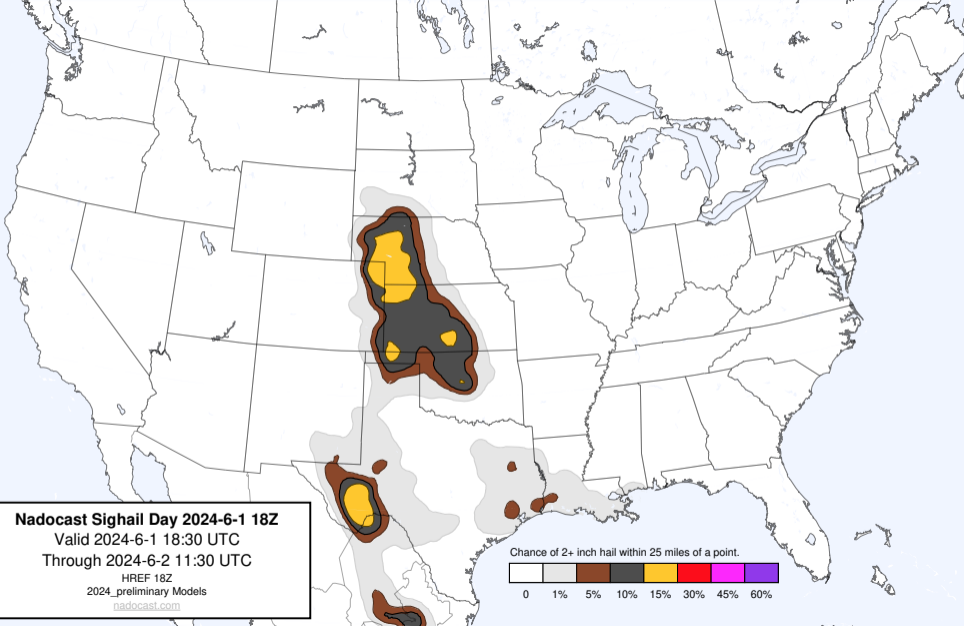 Nadocast Sighail Day 2024-6-1 18Z
Valid 2024-6-1 18:30 UTC
Through 2024-6-2 11:30 UTC
HREF 18Z
2024_preliminary Models
nadocast.com
Chance of 2+ inch hail within 25 miles of a point.
0 1% 5% 10% 15% 30% 45% 60%